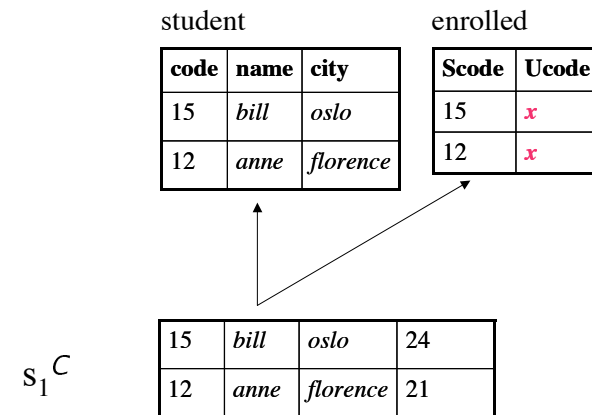 student enrolled
code name city Scode Ucode
15 bill oslo 15 x
12 anne florence 12 x
15 bill oslo 24
s1C 12 anne florence 21